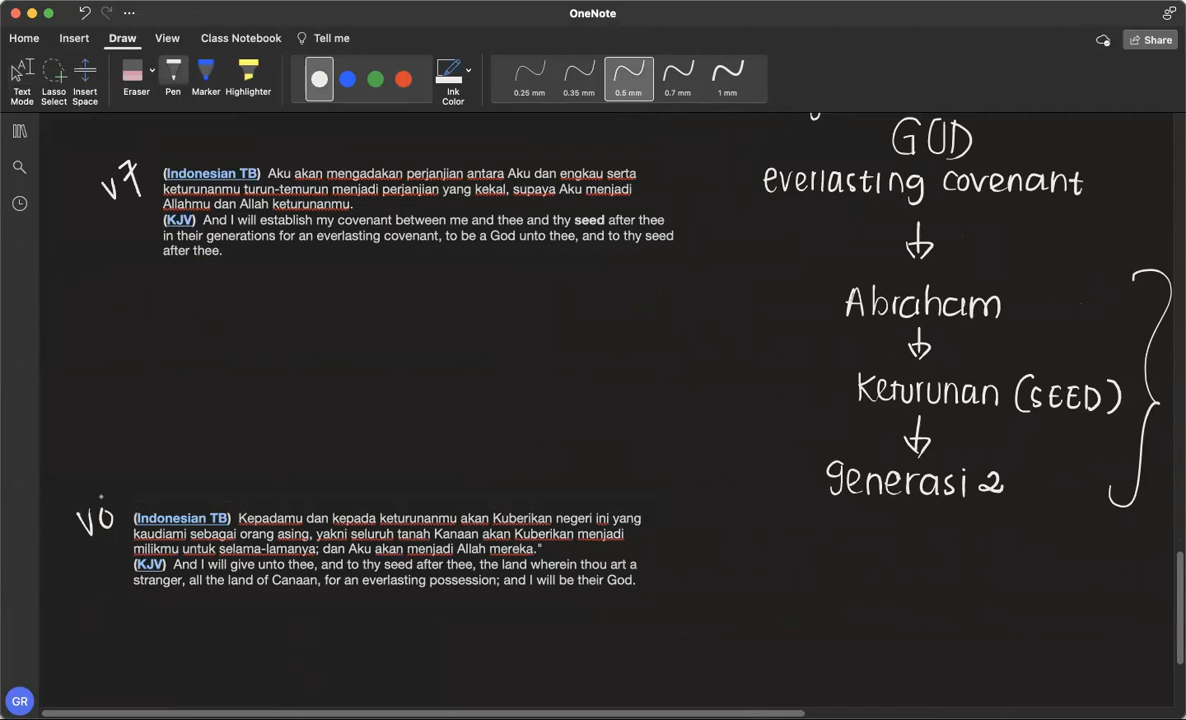 OneNote
Home Insert Draw View Class Notebook Tell me
Share
Text Mode
Lasso Select
Insert Space
Eraser
Pen
Marker
Highlighter
Ink Color
0.25 mm 0.35 mm 0.5 mm 0.7 mm 1 mm
v7
(Indonesian TB) Aku akan mengadakan perjanjian antara Aku dan engkau serta
keturunanmu turun-temurun menjadi perjanjian yang kekal, supaya Aku menjadi
Allahmu dan Allah keturunanmu.
(KJV) And I will establish my covenant between me and thee and thy seed after thee
in their generations for an everlasting covenant, to be a God unto thee, and to thy seed
after thee.
GOD
everlasting covenant
Abraham
Keturunan (SEED)
generasi 2
(Indonesian TB) Kepadamu dan kepada keturunanmu akan Kuberikan negeri ini yang
kaudiami sebagai orang asing, yakni seluruh tanah Kanaan akan Kuberikan menjadi
milikmu untuk selama-lamanya; dan Aku akan menjadi Allah mereka."
(KJV) And I will give unto thee, and to thy seed after thee, the land wherein thou art a
stranger, all the land of Canaan, for an everlasting possession; and I will be their God.
GR